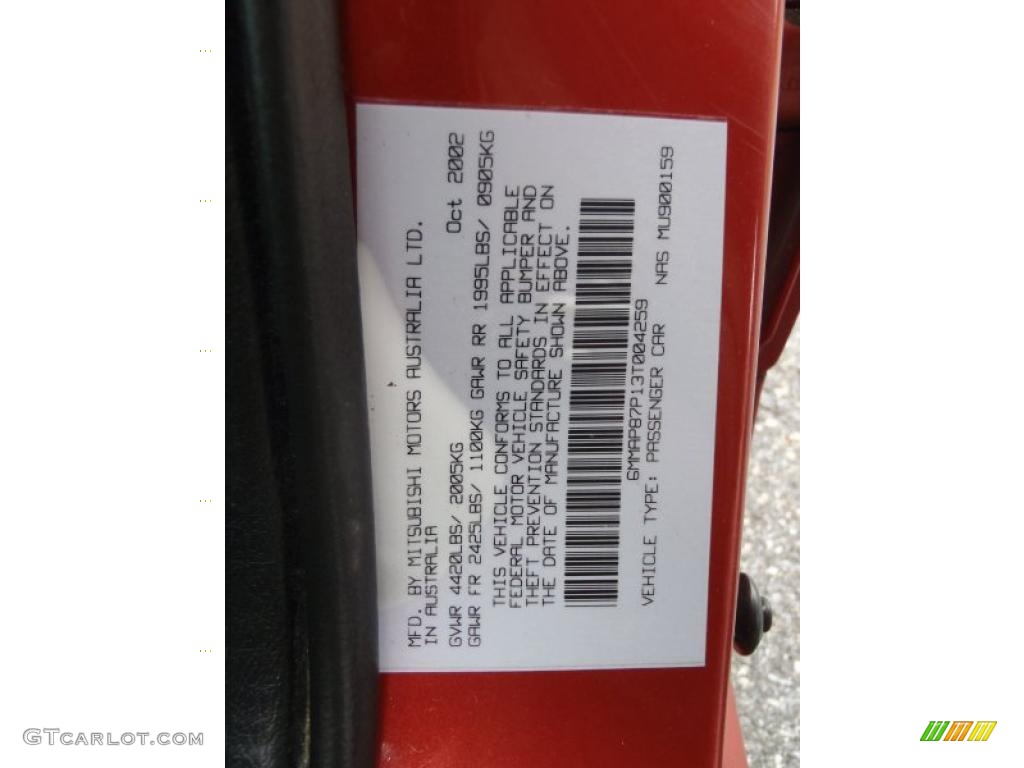 MFD. BY MITSUBISHI MOTORS AUSTRALIA LTD.
IN AUSTRALIA
GVWR 4420LBS/ 2005KG Oct 2002
GAWR FR 2425LBS/ 1100KG GAWR RR 1995LBS/ 0905KG
THIS VEHICLE CONFORMS TO ALL APPLICABLE
FEDERAL MOTOR VEHICLE SAFETY BUMPER AND
THEFT PREVENTION STANDARDS IN EFFECT ON
THE DATE OF MANUFACTURE SHOWN ABOVE.
6MMAP87P13T004259
VEHICLE TYPE: PASSENGER CAR NAS MU900159
GTCARLOT.COM